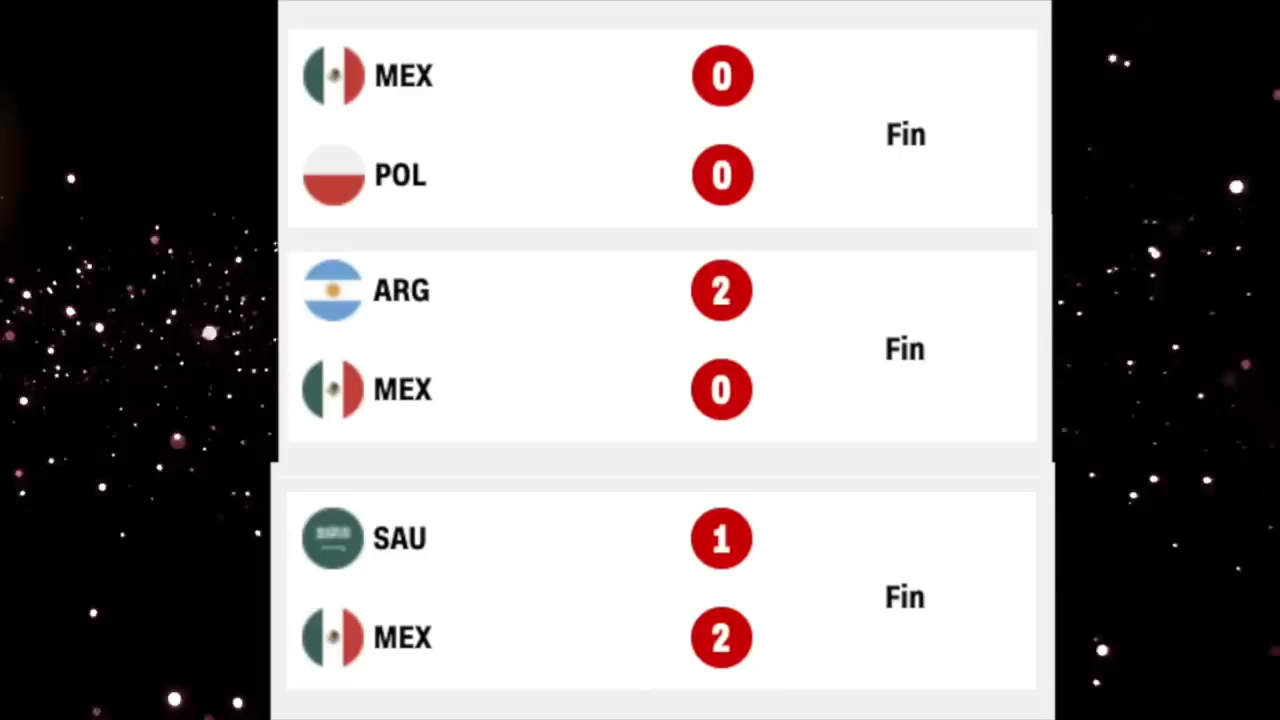 MEX 0
Fin
POL 0
ARG 2
Fin
MEX 0
SAU 1
Fin
MEX 2